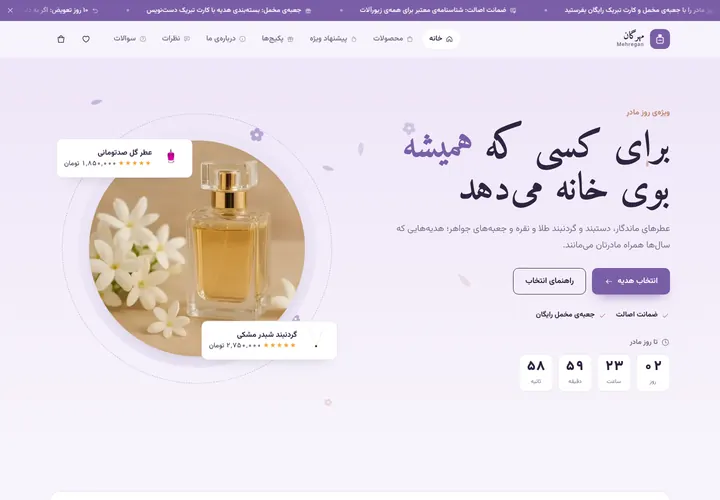 روز مادر را با جعبه‌ی مخمل و کارت تبریک رایگان بفرستید
ضمانت اصالت: شناسنامه‌ی معتبر برای همه‌ی زیورآلات
جعبه‌ی مخمل: بسته‌بندی هدیه با کارت تبریک دست‌نویس
۱۰ روز تعویض: اگر
مهرگان
Mehregan
خانه
محصولات
پیشنهاد ویژه
پکیج‌ها
درباره‌ی ما
نظرات
سوالات
ویژه‌ی روز مادر
برای کسی که همیشه
بوی خانه می‌دهد
عطرهای ماندگار، دستبند و گردنبند طلا و نقره و جعبه‌های جواهر؛ هدیه‌هایی که
سال‌ها همراه مادرتان می‌مانند.
انتخاب هدیه
راهنمای انتخاب
ضمانت اصالت
جعبه‌ی مخمل رایگان
تا روز مادر
۰۲ روز
۲۳ ساعت
۵۹ دقیقه
۵۸ ثانیه
عطر گل صدتومانی
★★★★★ ۱,۸۵۰,۰۰۰ تومان
گردنبند شبدر مشکی
★★★★★ ۲,۷۵۰,۰۰۰ تومان